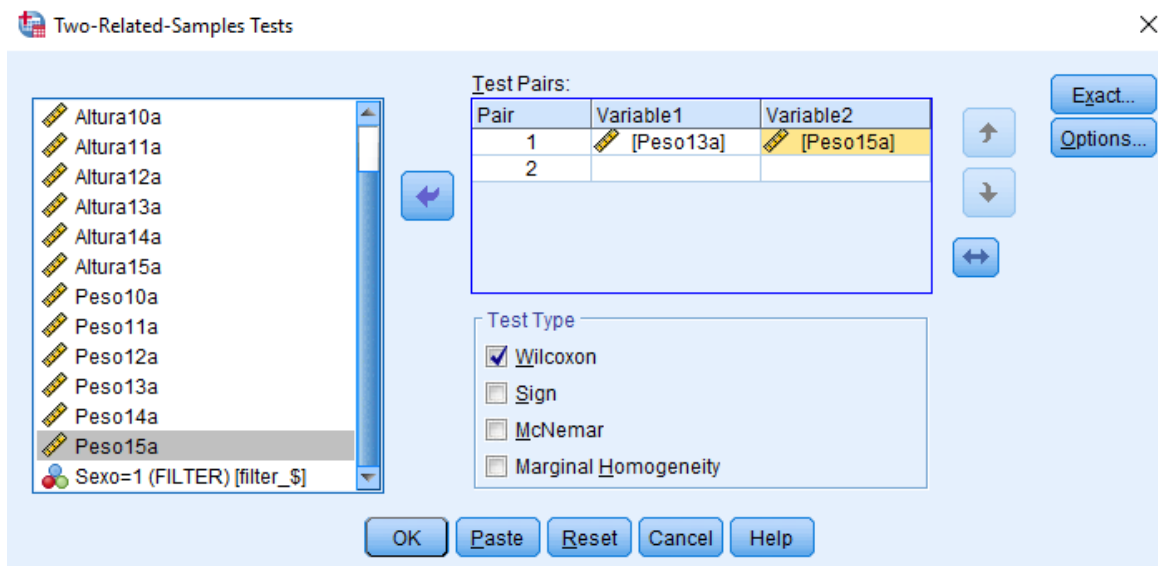 Two-Related-Samples Tests
Altura10a
Altura11a
Altura12a
Altura13a
Altura14a
Altura15a
Peso10a
Peso11a
Peso12a
Peso13a
Peso14a
Peso15a
Sexo=1 (FILTER) [filter_$]
Test Pairs:
Pair Variable1 Variable2
1 [Peso13a] [Peso15a]
2
Test Type
Wilcoxon
Sign
McNemar
Marginal Homogeneity
Exact...
Options...
OK Paste Reset Cancel Help